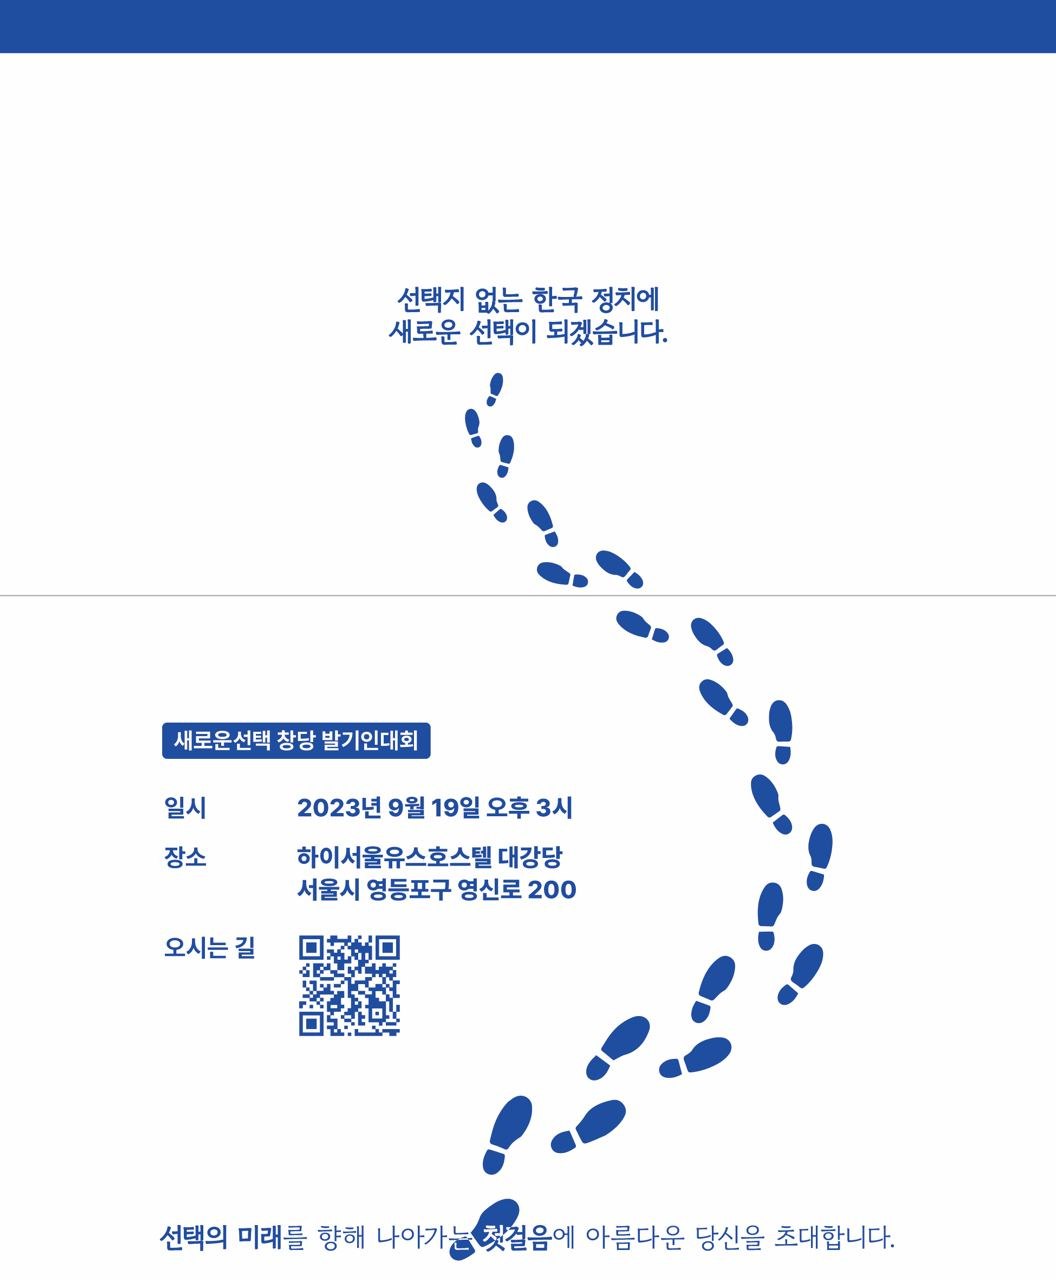 선택지 없는 한국 정치에
새로운 선택이 되겠습니다.
새로운선택 창당 발기인대회
일시 2023년 9월 19일 오후 3시
장소 하이서울유스호스텔 대강당
서울시 영등포구 영신로 200
오시는 길
선택의 미래를 향해 나아가는 첫걸음에 아름다운 당신을 초대합니다.